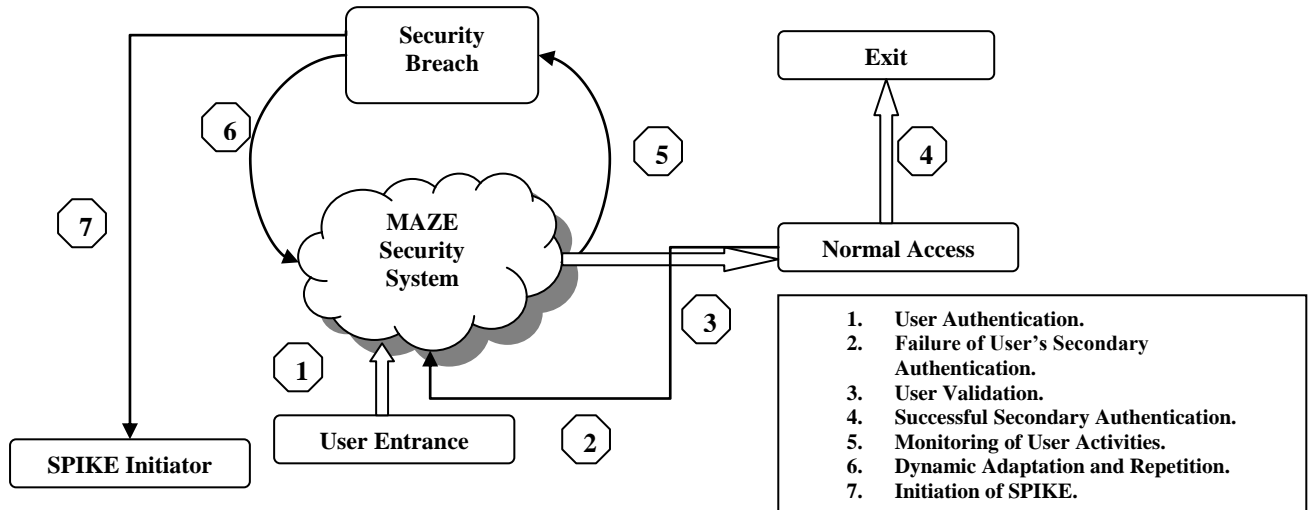 Security
Breach
Exit
6
5
4
7
MAZE
Security
System
Normal Access
3
1
User Entrance
2
SPIKE Initiator
1. User Authentication.
2. Failure of User’s Secondary
Authentication.
3. User Validation.
4. Successful Secondary Authentication.
5. Monitoring of User Activities.
6. Dynamic Adaptation and Repetition.
7. Initiation of SPIKE.